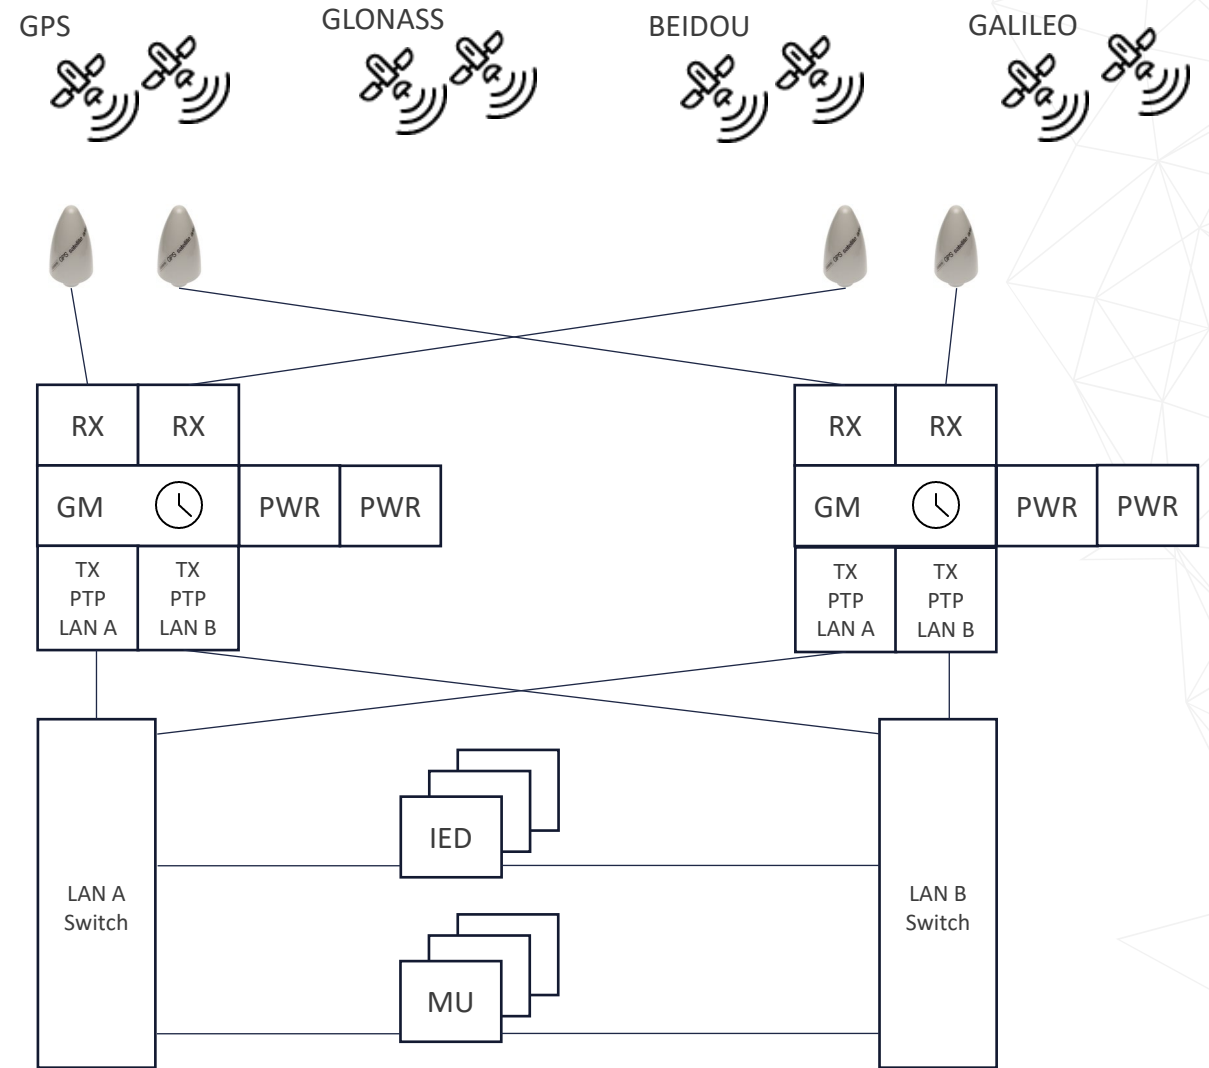 GPS
GLONASS
BEIDOU
GALILEO
RX
RX
RX
RX
GM
PWR
PWR
GM
PWR
PWR
TX
PTP
LAN A
TX
PTP
LAN B
TX
PTP
LAN A
TX
PTP
LAN B
IED
LAN A
Switch
LAN B
Switch
MU